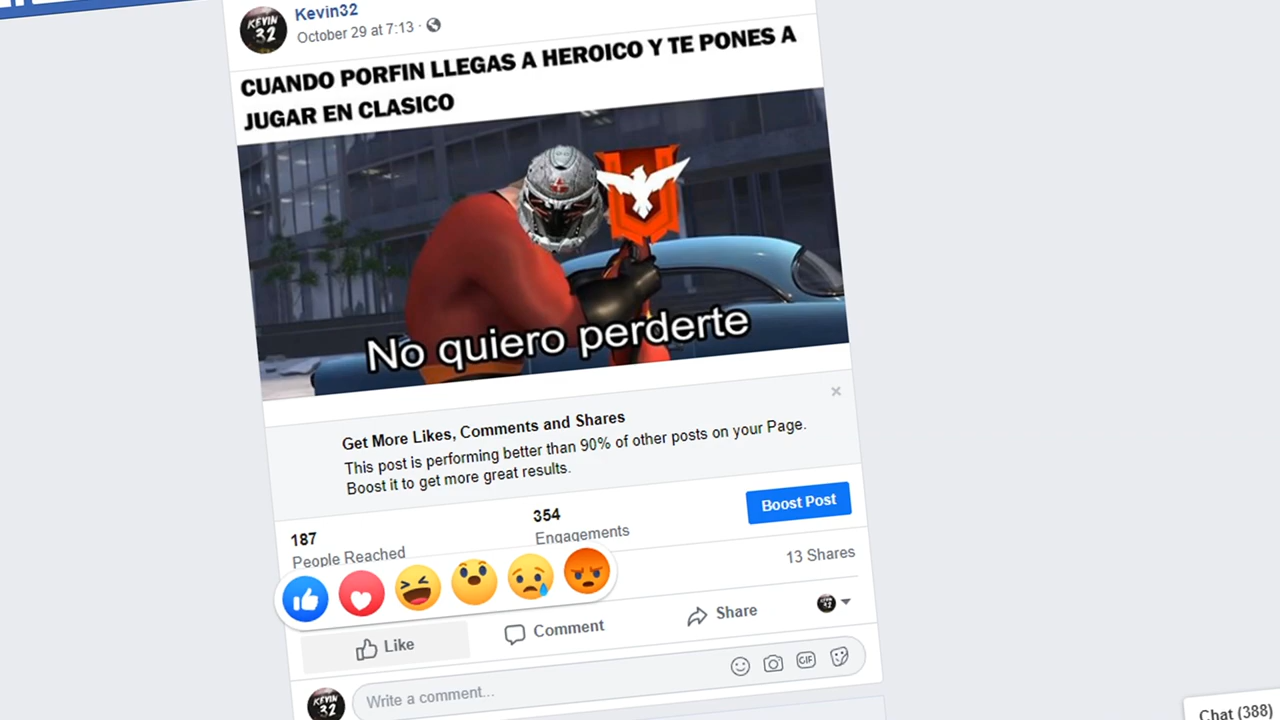 Kevin32
October 29 at 7:13 ·
CUANDO PORFIN LLEGAS A HEROICO Y TE PONES A
JUGAR EN CLASICO
No quiero perderte
Get More Likes, Comments and Shares
This post is performing better than 90% of other posts on your Page.
Boost it to get more great results.
187
People Reached
354
Engagements
Boost Post
13 Shares
Like
Comment
Share
KEVIN
32
Write a comment...
GIF
Chat (388)